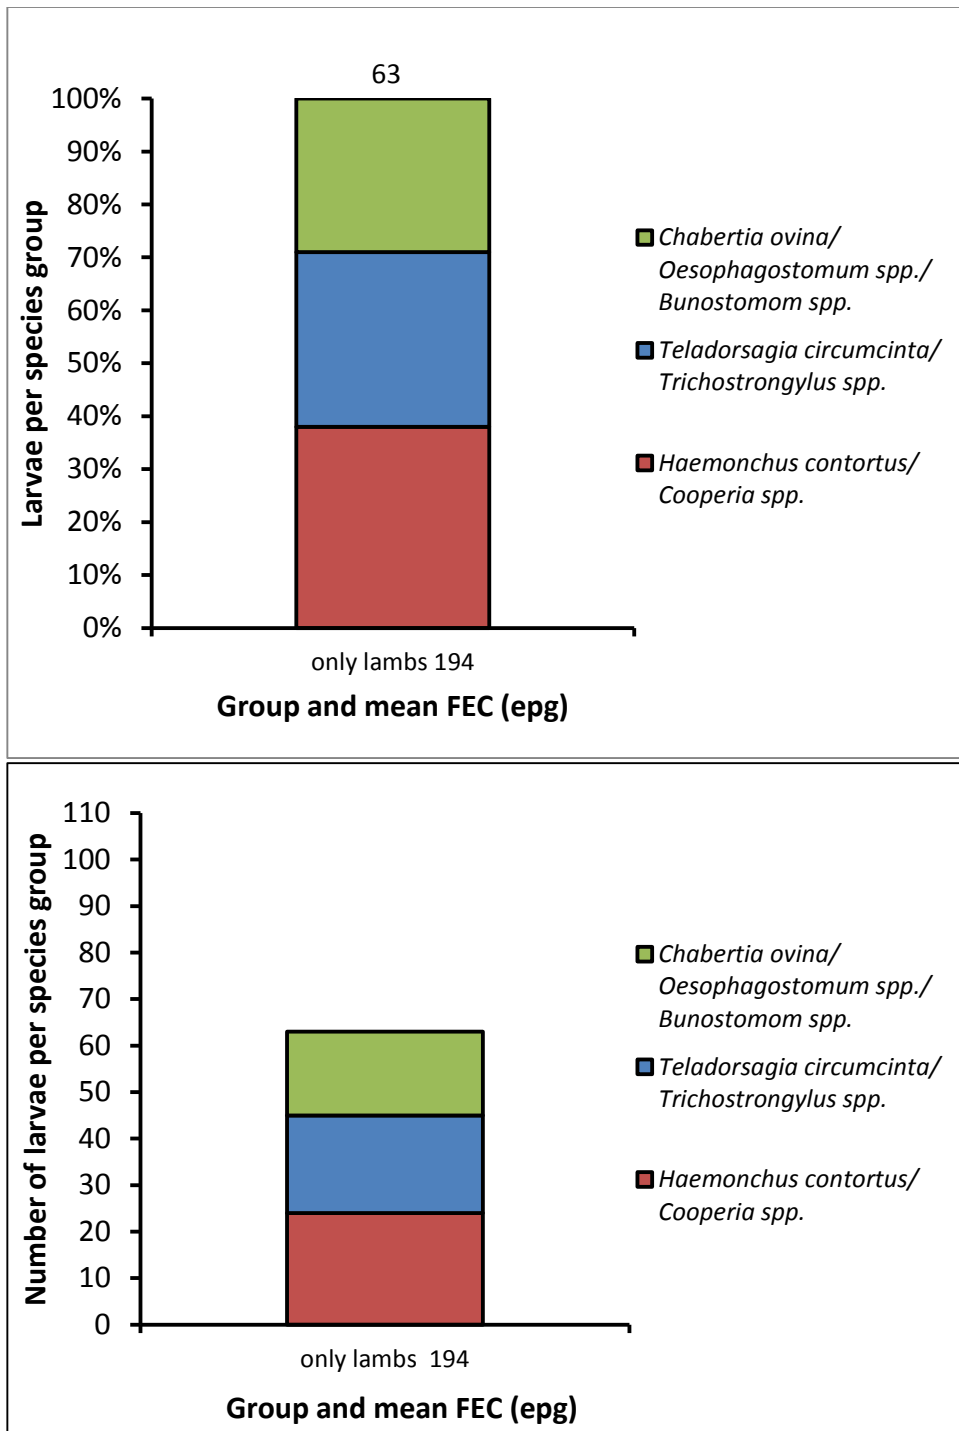 63
100%
90%
80%
70%
60%
50%
40%
30%
20%
10%
0%
Larvae per species group
Chabertia ovina/
Oesophagostomum spp./
Bunostomom spp.
Teladorsagia circumcinta/
Trichostrongylus spp.
Haemonchus contortus/
Cooperia spp.
only lambs 194
Group and mean FEC (epg)
110
100
90
80
70
60
50
40
30
20
10
0
Number of larvae per species group
Chabertia ovina/
Oesophagostomum spp./
Bunostomom spp.
Teladorsagia circumcinta/
Trichostrongylus spp.
Haemonchus contortus/
Cooperia spp.
only lambs  194
Group and mean FEC (epg)